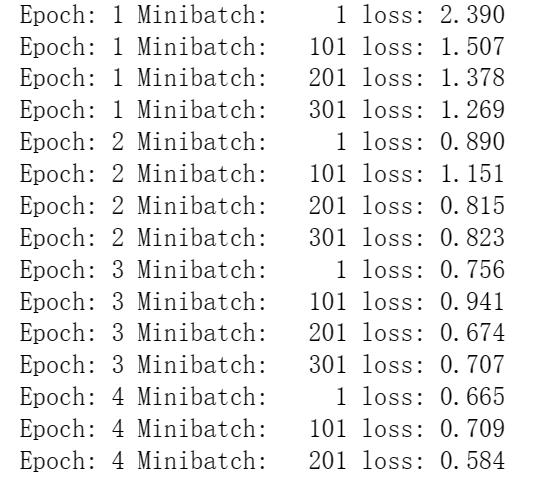 Epoch: 1 Minibatch:     1 loss: 2.390
Epoch: 1 Minibatch:   101 loss: 1.507
Epoch: 1 Minibatch:   201 loss: 1.378
Epoch: 1 Minibatch:   301 loss: 1.269
Epoch: 2 Minibatch:     1 loss: 0.890
Epoch: 2 Minibatch:   101 loss: 1.151
Epoch: 2 Minibatch:   201 loss: 0.815
Epoch: 2 Minibatch:   301 loss: 0.823
Epoch: 3 Minibatch:     1 loss: 0.756
Epoch: 3 Minibatch:   101 loss: 0.941
Epoch: 3 Minibatch:   201 loss: 0.674
Epoch: 3 Minibatch:   301 loss: 0.707
Epoch: 4 Minibatch:     1 loss: 0.665
Epoch: 4 Minibatch:   101 loss: 0.709
Epoch: 4 Minibatch:   201 loss: 0.584